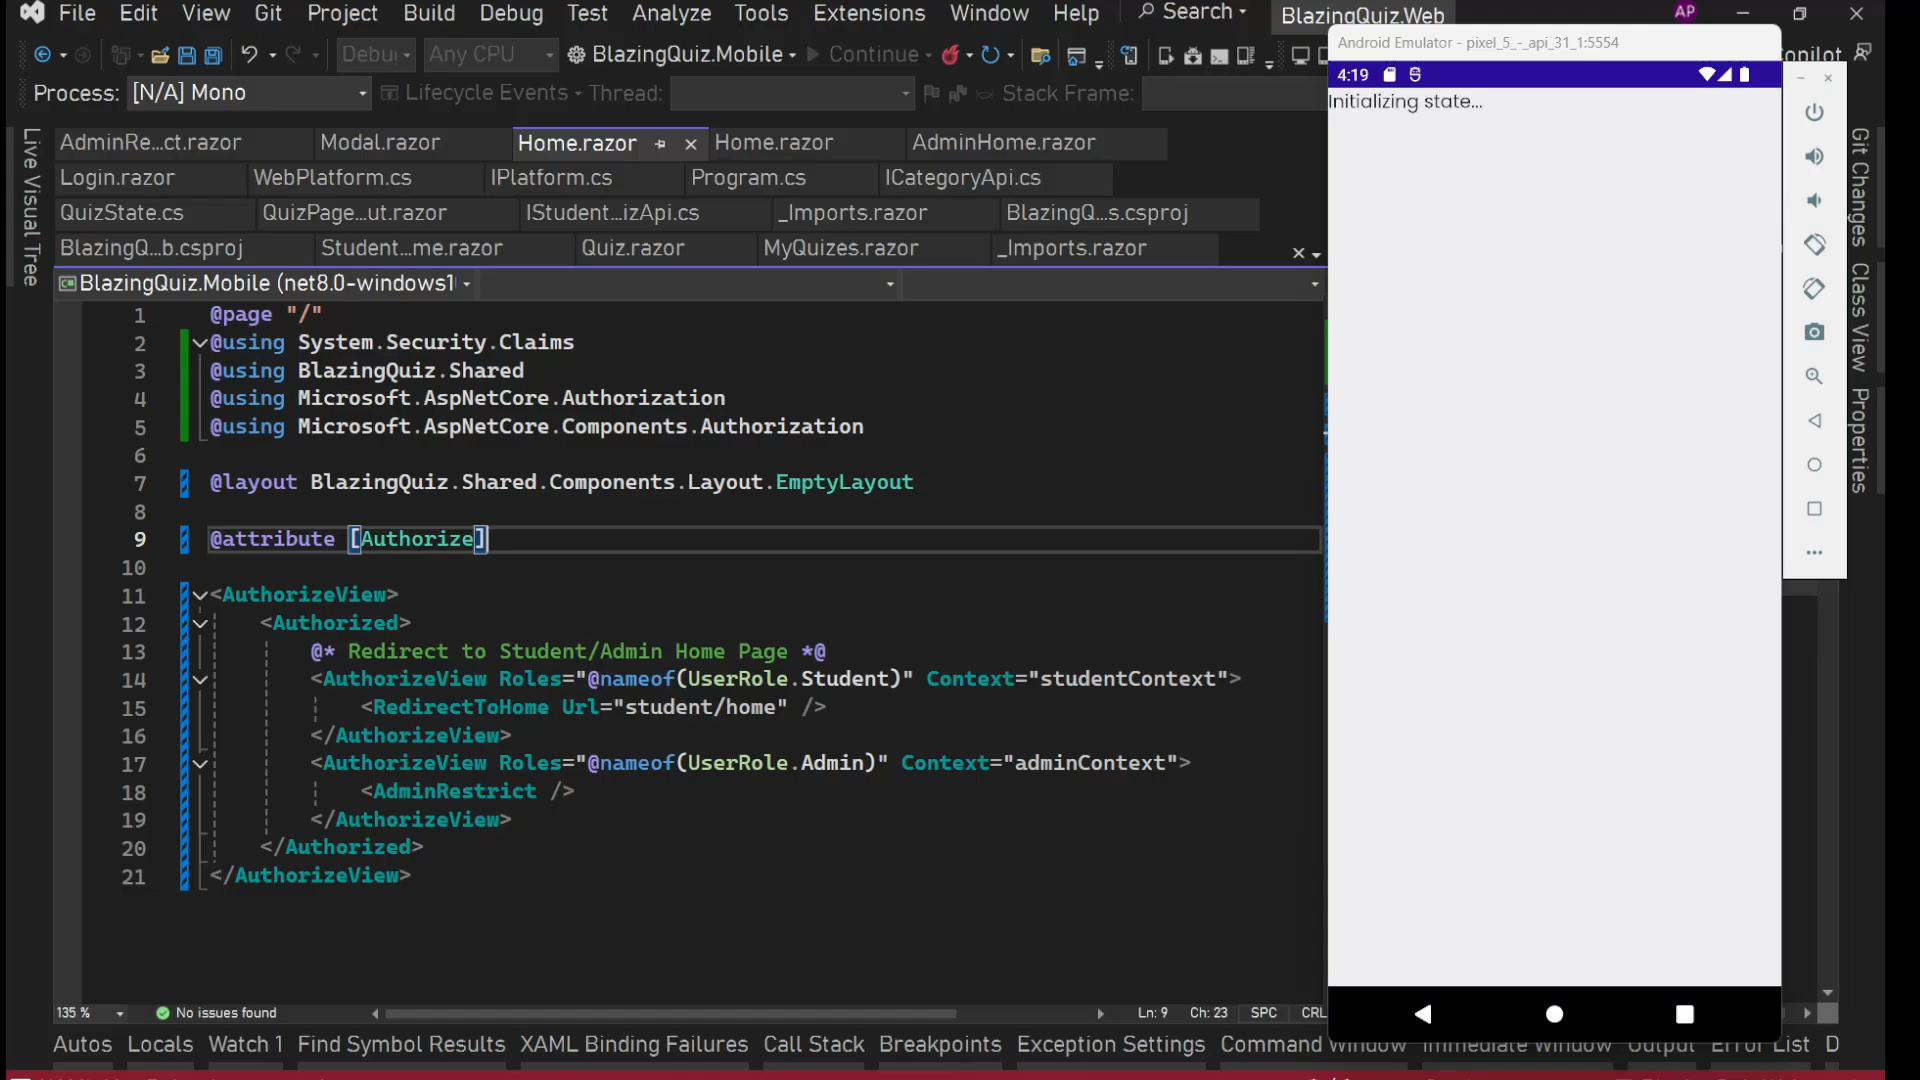 File Edit View Git Project Build Debug Test Analyze Tools Extensions Window Help Search BlazingQuiz.Web AP
Debug Any CPU BlazingQuiz.Mobile Continue
Process: [N/A] Mono Lifecycle Events Thread: Stack Frame:
AdminRe...ct.razor Modal.razor Home.razor Home.razor AdminHome.razor
Login.razor WebPlatform.cs IPlatform.cs Program.cs ICategoryApi.cs
QuizState.cs QuizPage...ut.razor IStudent...izApi.cs _Imports.razor BlazingQ...s.csproj
BlazingQ...b.csproj Student...me.razor Quiz.razor MyQuizes.razor _Imports.razor
BlazingQuiz.Mobile (net8.0-windows1
1 @page "/"
2 @using System.Security.Claims
3 @using BlazingQuiz.Shared
4 @using Microsoft.AspNetCore.Authorization
5 @using Microsoft.AspNetCore.Components.Authorization
6
7 @layout BlazingQuiz.Shared.Components.Layout.EmptyLayout
8
9 @attribute [Authorize]
10
11 <AuthorizeView>
12 <Authorized>
13 @* Redirect to Student/Admin Home Page *@
14 <AuthorizeView Roles="@nameof(UserRole.Student)" Context="studentContext">
15 <RedirectToHome Url="student/home" />
16 </AuthorizeView>
17 <AuthorizeView Roles="@nameof(UserRole.Admin)" Context="adminContext">
18 <AdminRestrict />
19 </AuthorizeView>
20 </Authorized>
21 </AuthorizeView>
135 % No issues found Ln: 9 Ch: 23 SPC CRL
Autos Locals Watch 1 Find Symbol Results XAML Binding Failures Call Stack Breakpoints Exception Settings Command Window Immediate Window Output Error List D
Live Visual Tree
Android Emulator - pixel_5_-_api_31_1:5554
4:19
Initializing state...
Git Changes
Class View
Properties